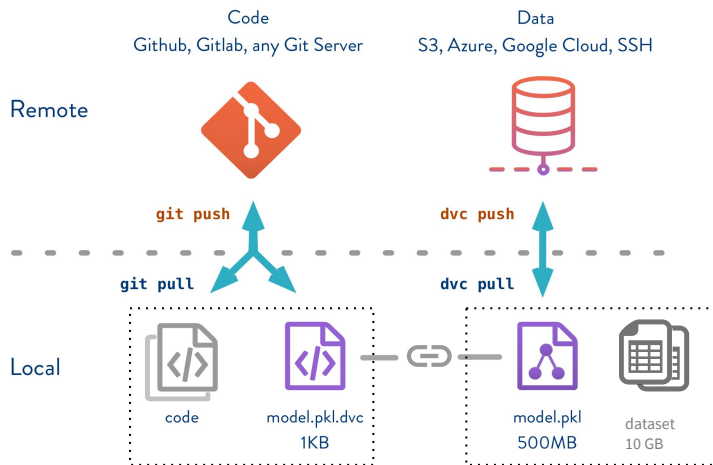 Code
Github, Gitlab, any Git Server
Data
S3, Azure, Google Cloud, SSH
Remote
git push
dvc push
git pull
dvc pull
Local
code
model.pkl.dvc
1KB
model.pkl
500MB
dataset
10 GB